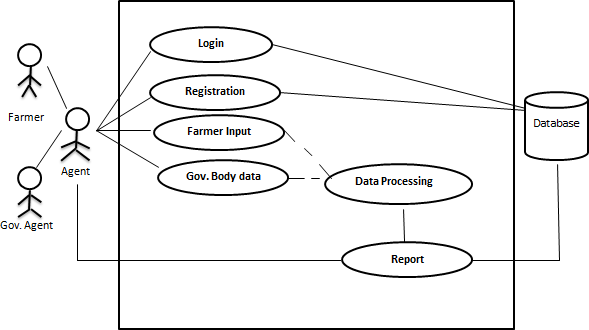 Login
Registration
Farmer
Farmer Input
Database
Agent
Gov. Body data
Data Processing
Gov. Agent
Report